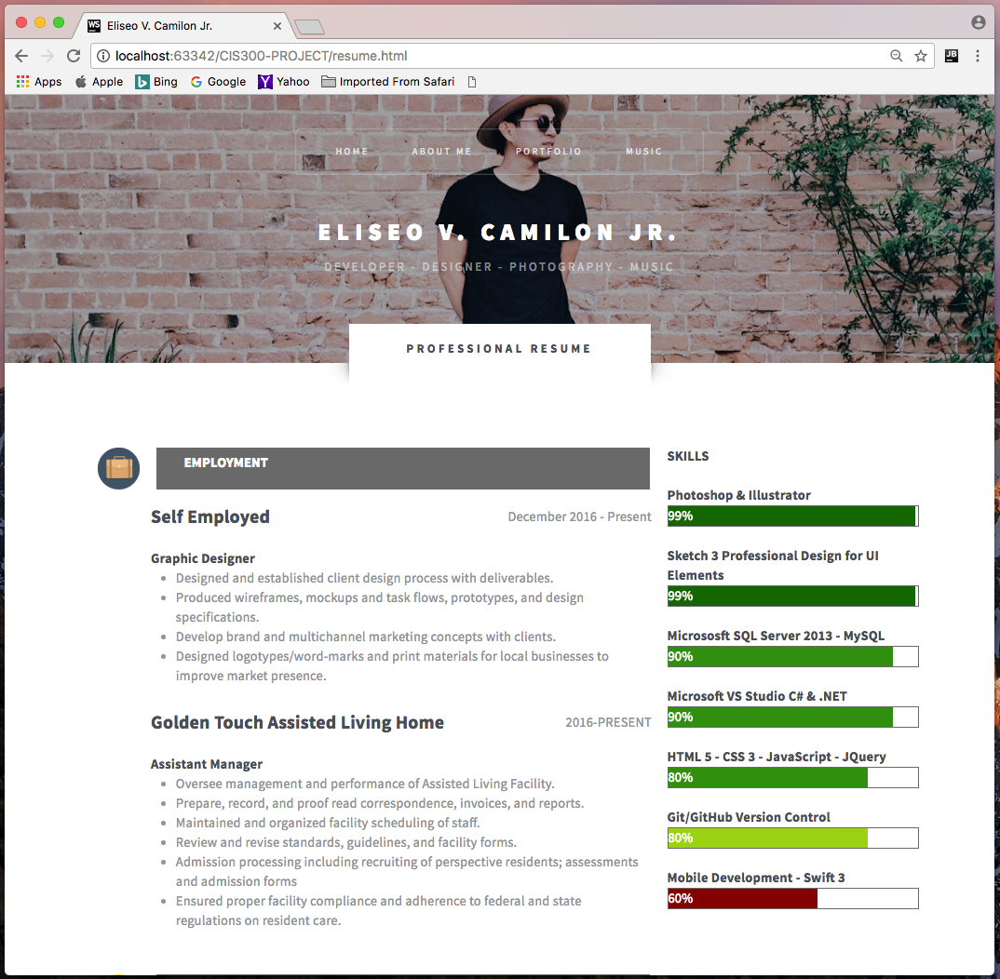 WS Eliseo V. Camilon Jr.
localhost:63342/CIS300-PROJECT/resume.html
JB
Apps Apple Bing Google Yahoo Imported From Safari
HOME ABOUT ME PORTFOLIO MUSIC
ELISEO V. CAMILON JR.
DEVELOPER - DESIGNER - PHOTOGRAPHY - MUSIC
PROFESSIONAL RESUME
EMPLOYMENT
Self Employed December 2016 - Present
Graphic Designer
• Designed and established client design process with deliverables.
• Produced wireframes, mockups and task flows, prototypes, and design
specifications.
• Develop brand and multichannel marketing concepts with clients.
• Designed logotypes/word-marks and print materials for local businesses to
improve market presence.
Golden Touch Assisted Living Home 2016-PRESENT
Assistant Manager
• Oversee management and performance of Assisted Living Facility.
• Prepare, record, and proof read correspondence, invoices, and reports.
• Maintained and organized facility scheduling of staff.
• Review and revise standards, guidelines, and facility forms.
• Admission processing including recruiting of perspective residents; assessments
and admission forms
• Ensured proper facility compliance and adherence to federal and state
regulations on resident care.
SKILLS
Photoshop & Illustrator
99%
Sketch 3 Professional Design for UI
Elements
99%
Micrososft SQL Server 2013 - MySQL
90%
Microsoft VS Studio C# & .NET
90%
HTML 5 - CSS 3 - JavaScript - JQuery
80%
Git/GitHub Version Control
80%
Mobile Development - Swift 3
60%